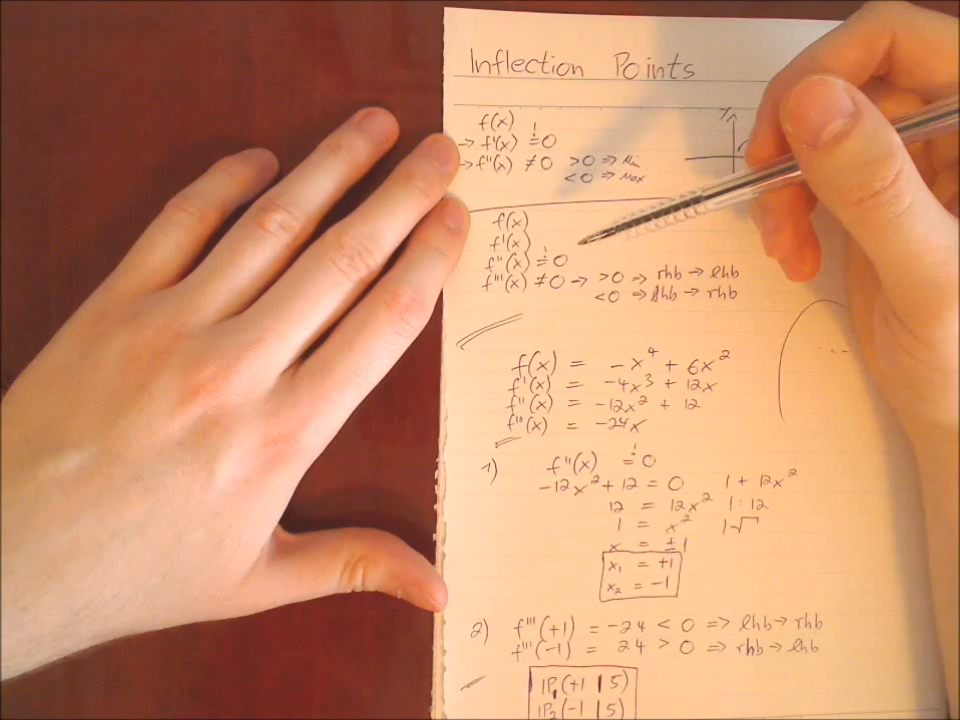 Inflection Points
f(x)
→ f'(x) =! 0
→ f''(x) ≠ 0 >0 ⇒ Min
<0 ⇒ Max
f(x)
f'(x)
f''(x) =! 0
f'''(x) ≠ 0 → >0 ⇒ rhb → lhb
<0 ⇒ lhb → rhb
f(x) = -x⁴ + 6x²
f'(x) = -4x³ + 12x
f''(x) = -12x² + 12
f'''(x) = -24x
1) f''(x) =! 0
-12x² + 12 = 0 | + 12x²
12 = 12x² | : 12
1 = x² | √
x = ±1
x₁ = +1
x₂ = -1
2) f'''(+1) = -24 < 0 ⇒ lhb → rhb
f'''(-1) = 24 > 0 ⇒ rhb → lhb
IP₁(+1 | 5)
IP₂(-1 | 5)